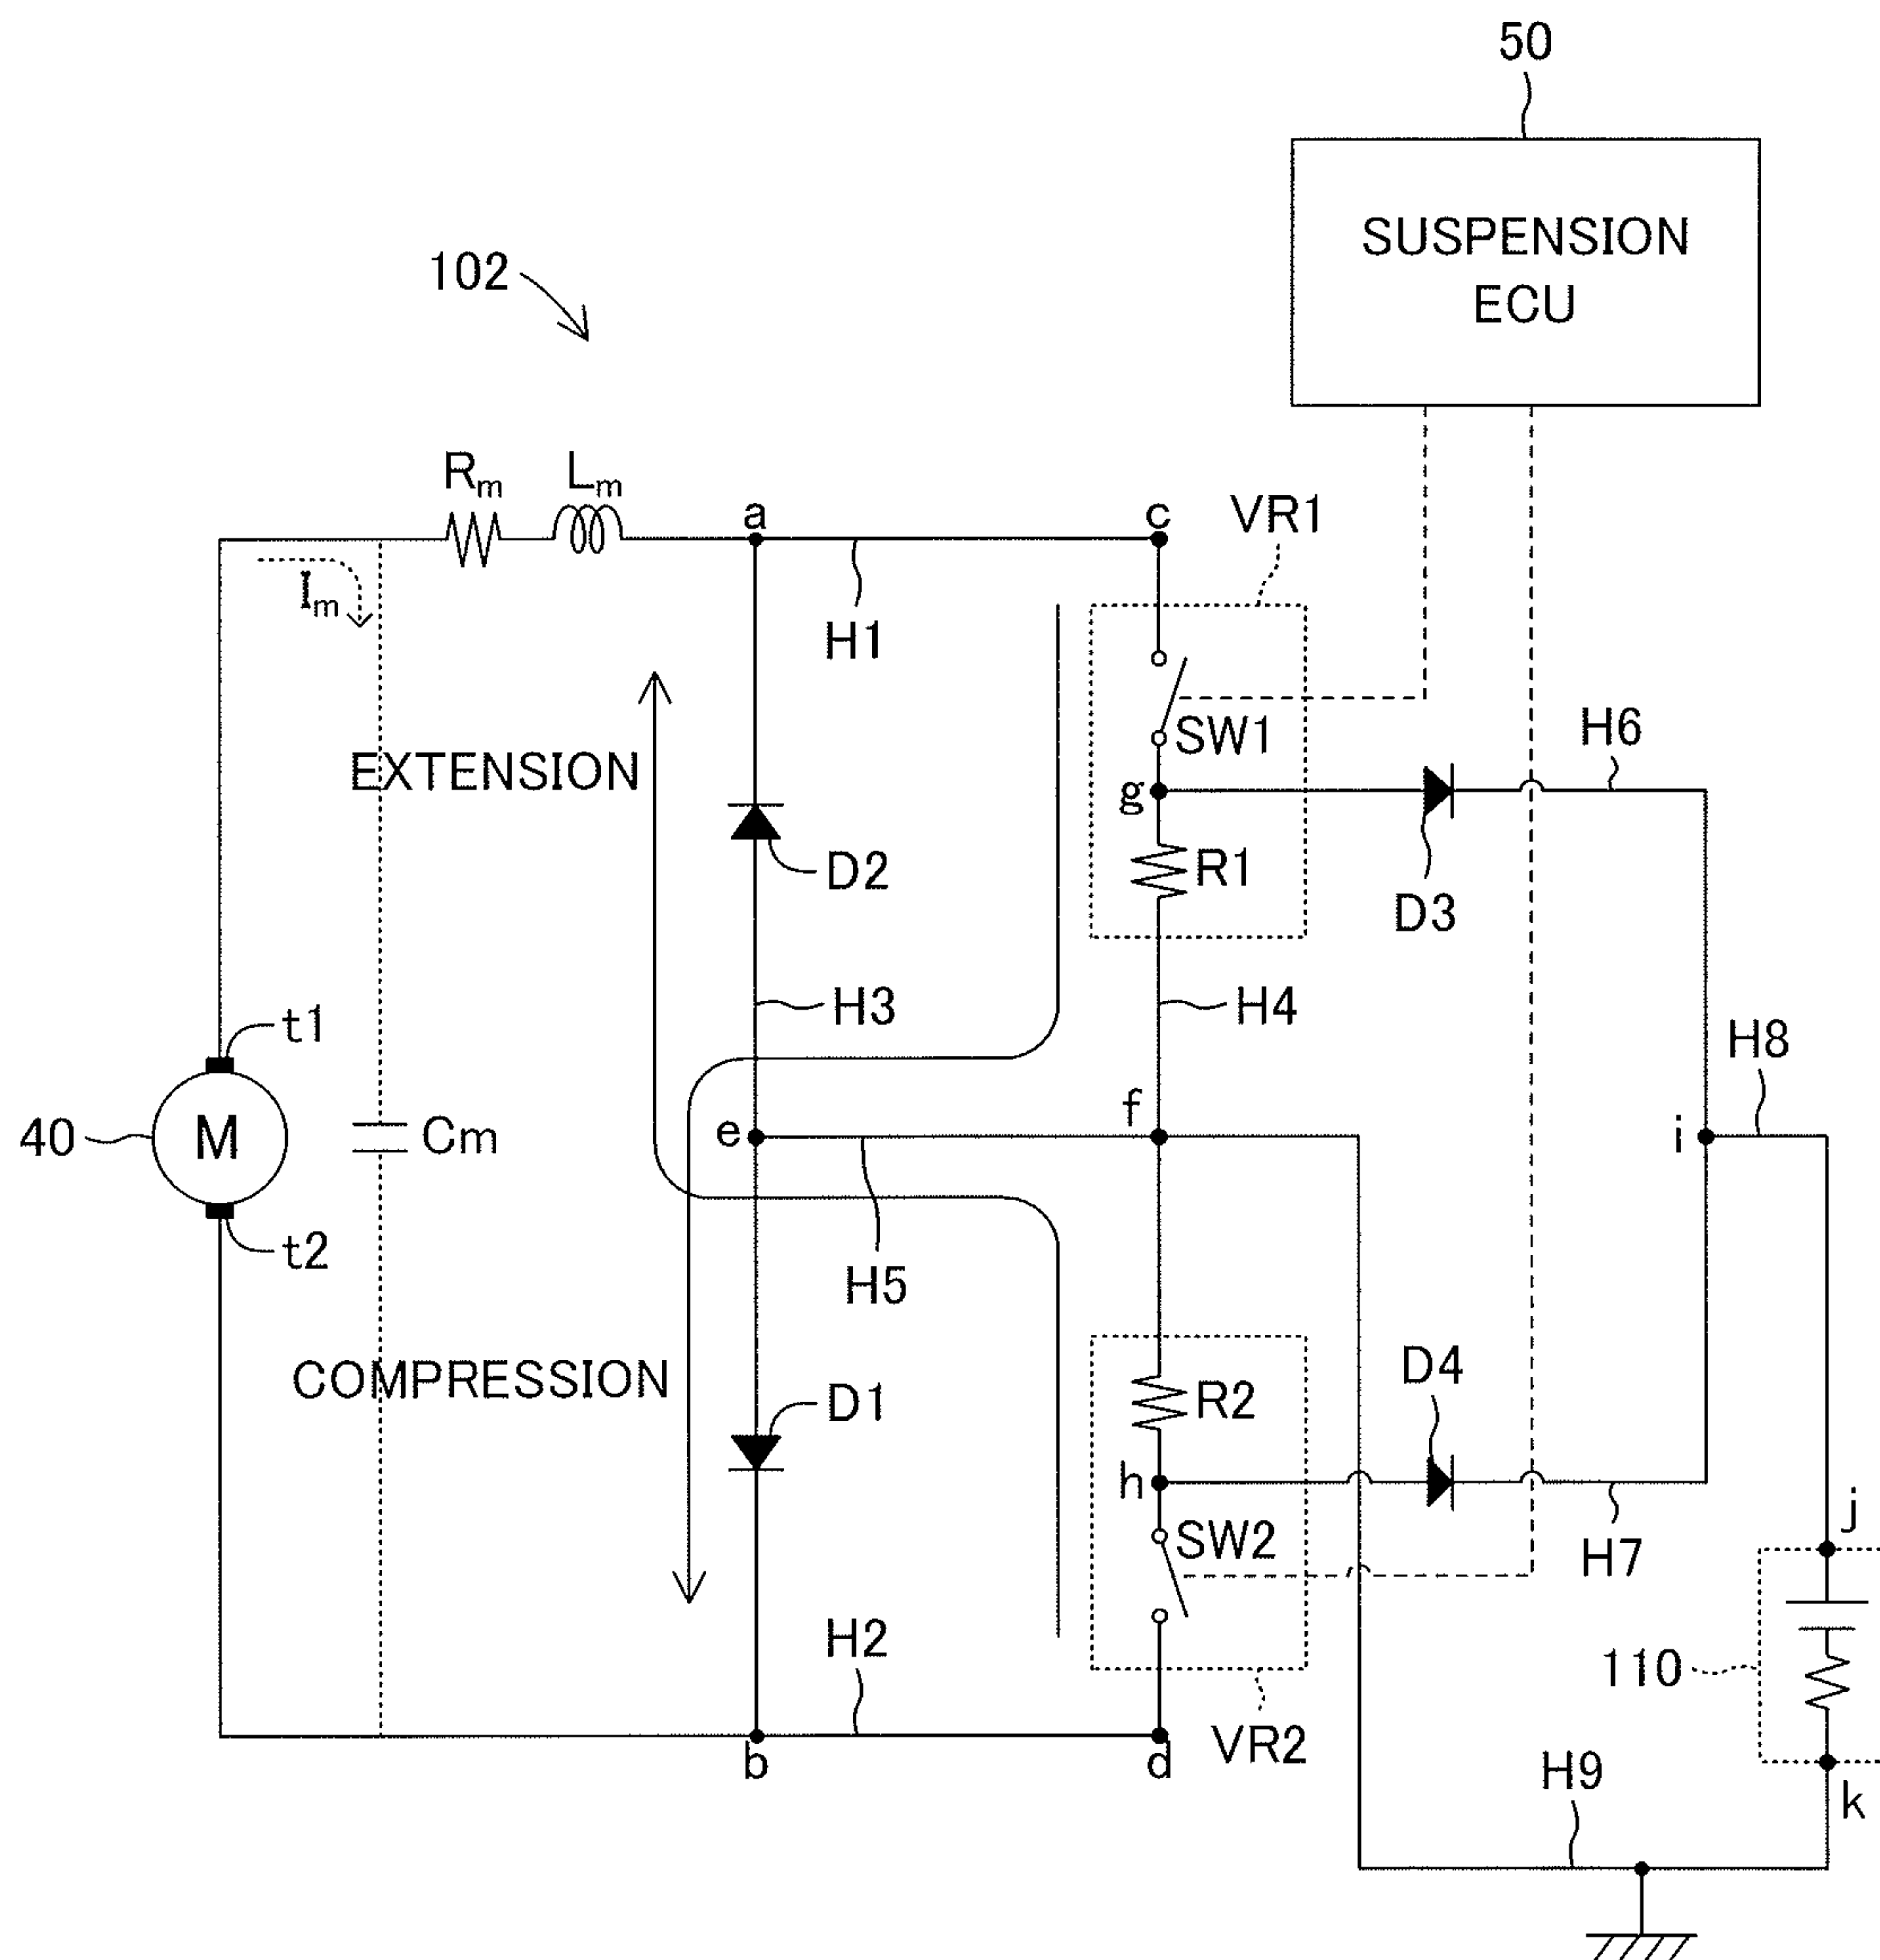 50
SUSPENSION
ECU
102
Rm
Lm
a
c
VR1
Im
H1
EXTENSION
SW1
H6
g
D2
R1
D3
H3
H4
t1
H8
f
40
M
Cm
e
i
t2
H5
COMPRESSION
D4
D1
R2
h
SW2
j
H7
H2
110
b
d
VR2
H9
k